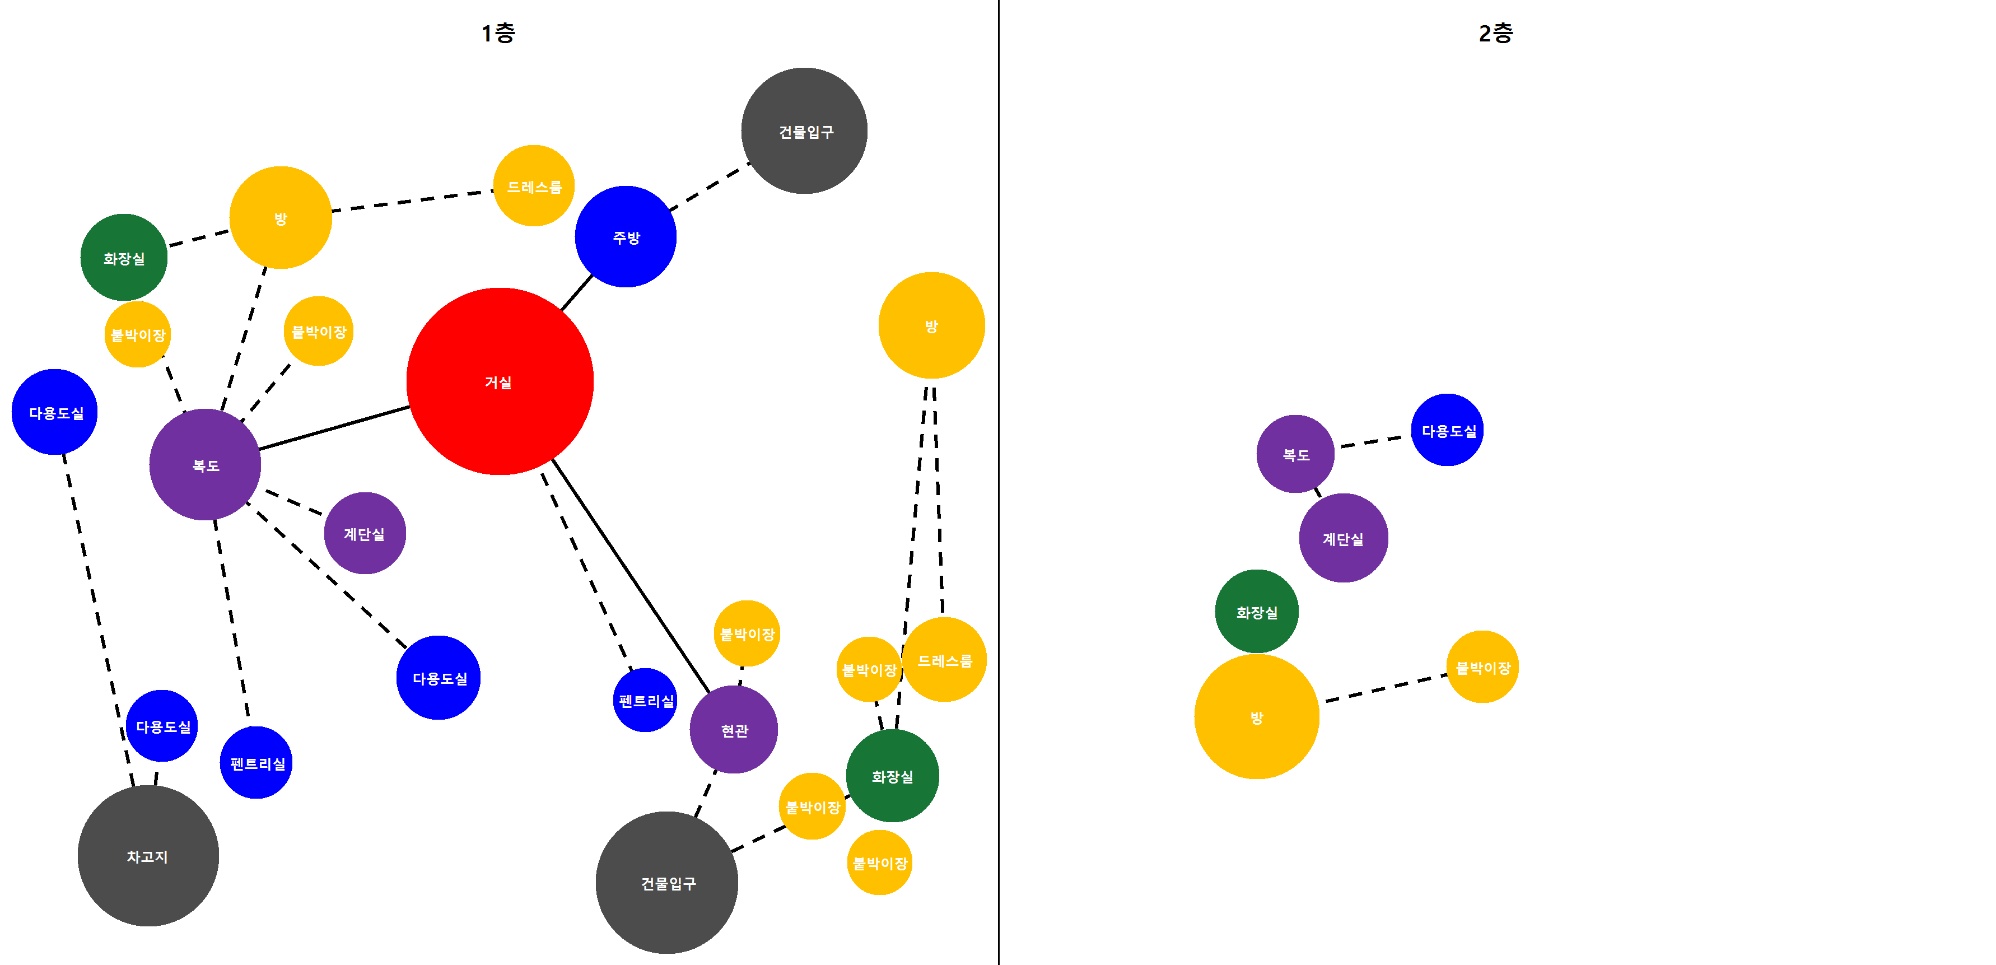 1층
건물입구
드레스룸
방
주방
화장실
붙박이장
붙박이장
방
거실
다용도실
복도
계단실
붙박이장
다용도실
펜트리실
붙박이장
드레스룸
다용도실
펜트리실
현관
화장실
붙박이장
차고지
건물입구
붙박이장
2층
다용도실
복도
계단실
화장실
붙박이장
방